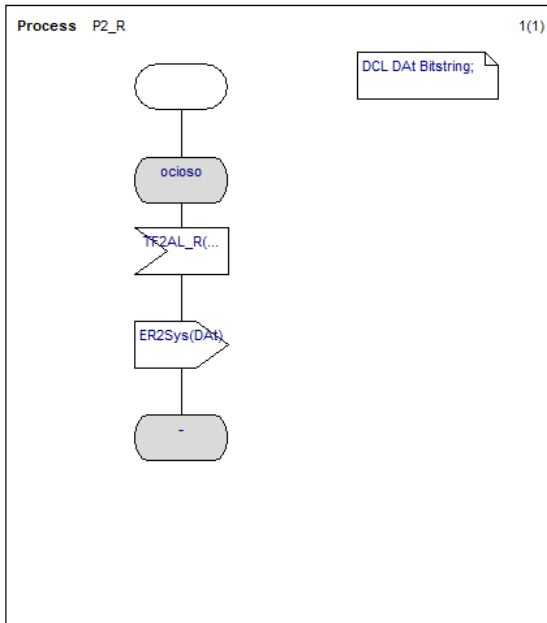 Process P2_R 1(1)
DCL DAt Bitstring;
ocioso
TF2AL_R(...
ER2Sys(DAt)
-